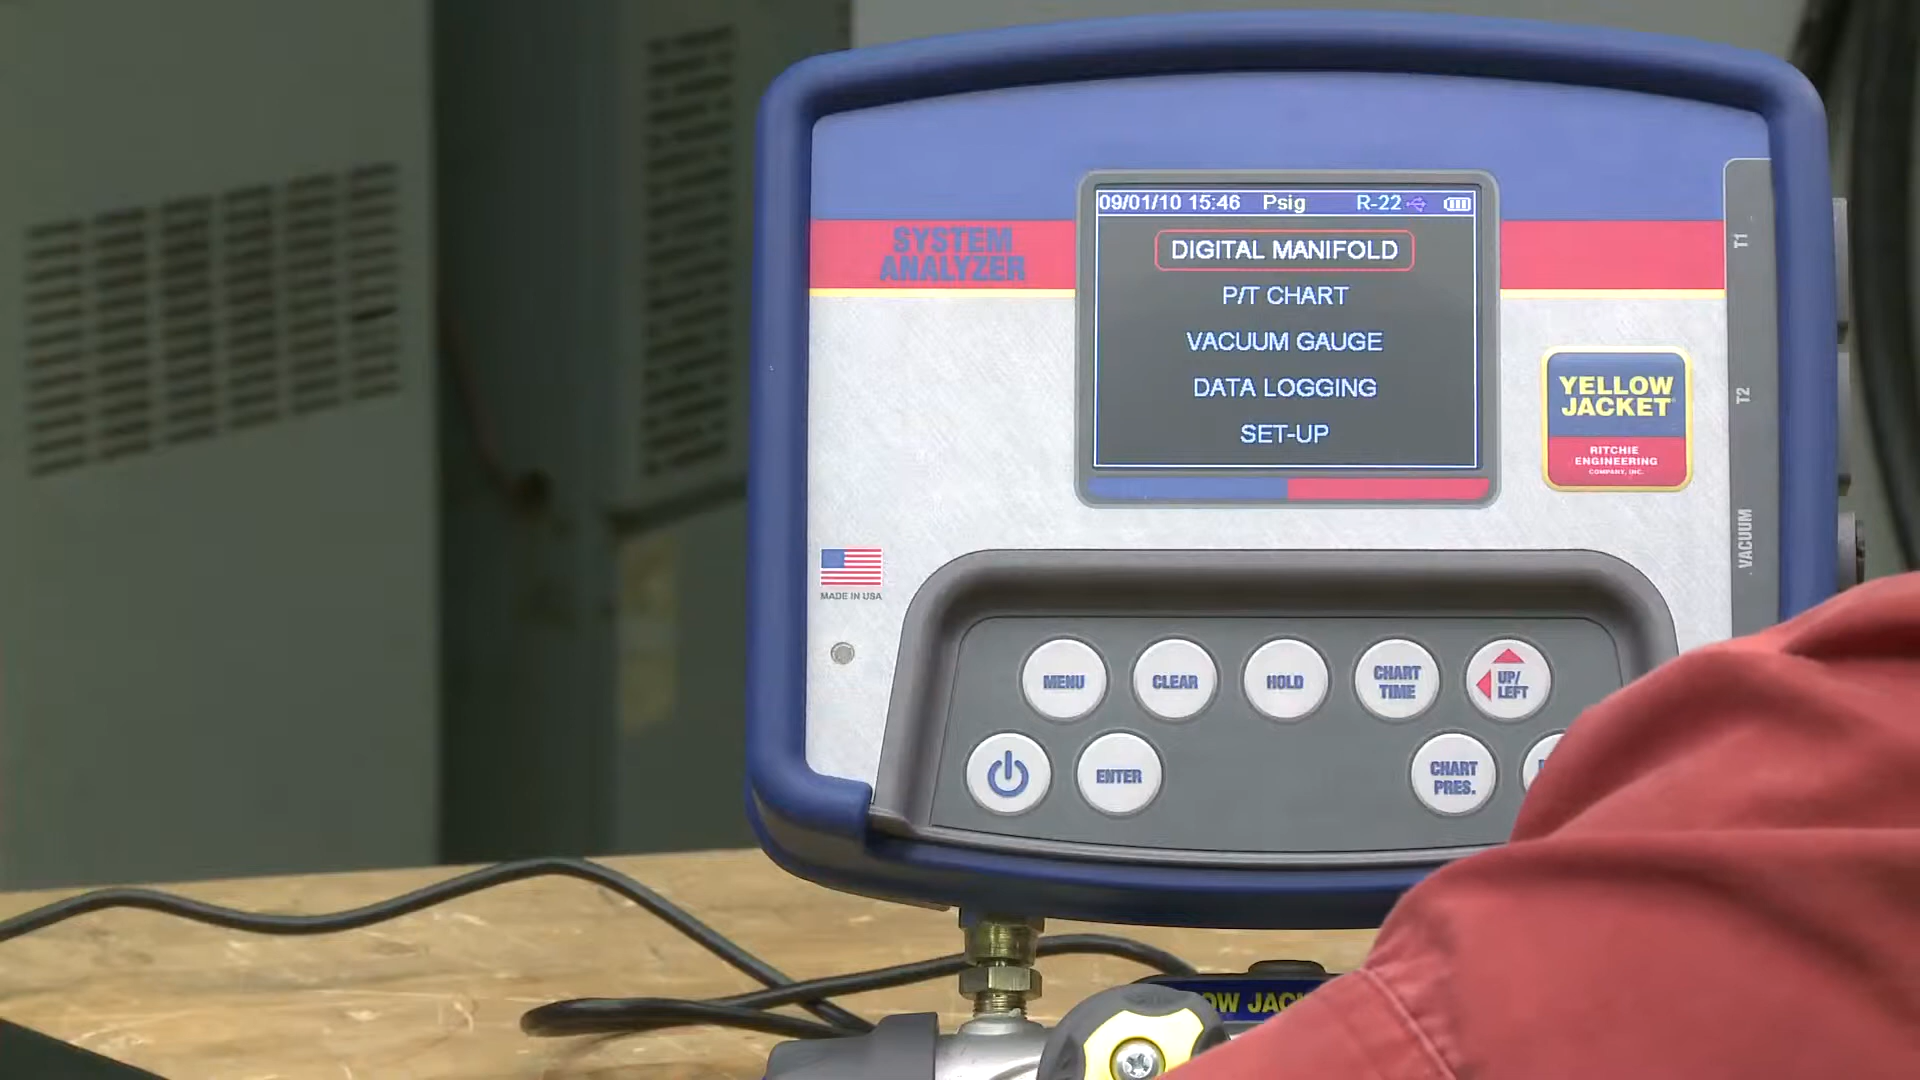 09/01/10 15:46 Psig R-22
SYSTEM
ANALYZER
DIGITAL MANIFOLD
P/T CHART
VACUUM GAUGE
DATA LOGGING
SET-UP
T1
T2
VACUUM
YELLOW
JACKET
RITCHIE
ENGINEERING
COMPANY, INC.
MADE IN USA
MENU
CLEAR
HOLD
CHART
TIME
UP/
LEFT
ENTER
CHART
PRES.